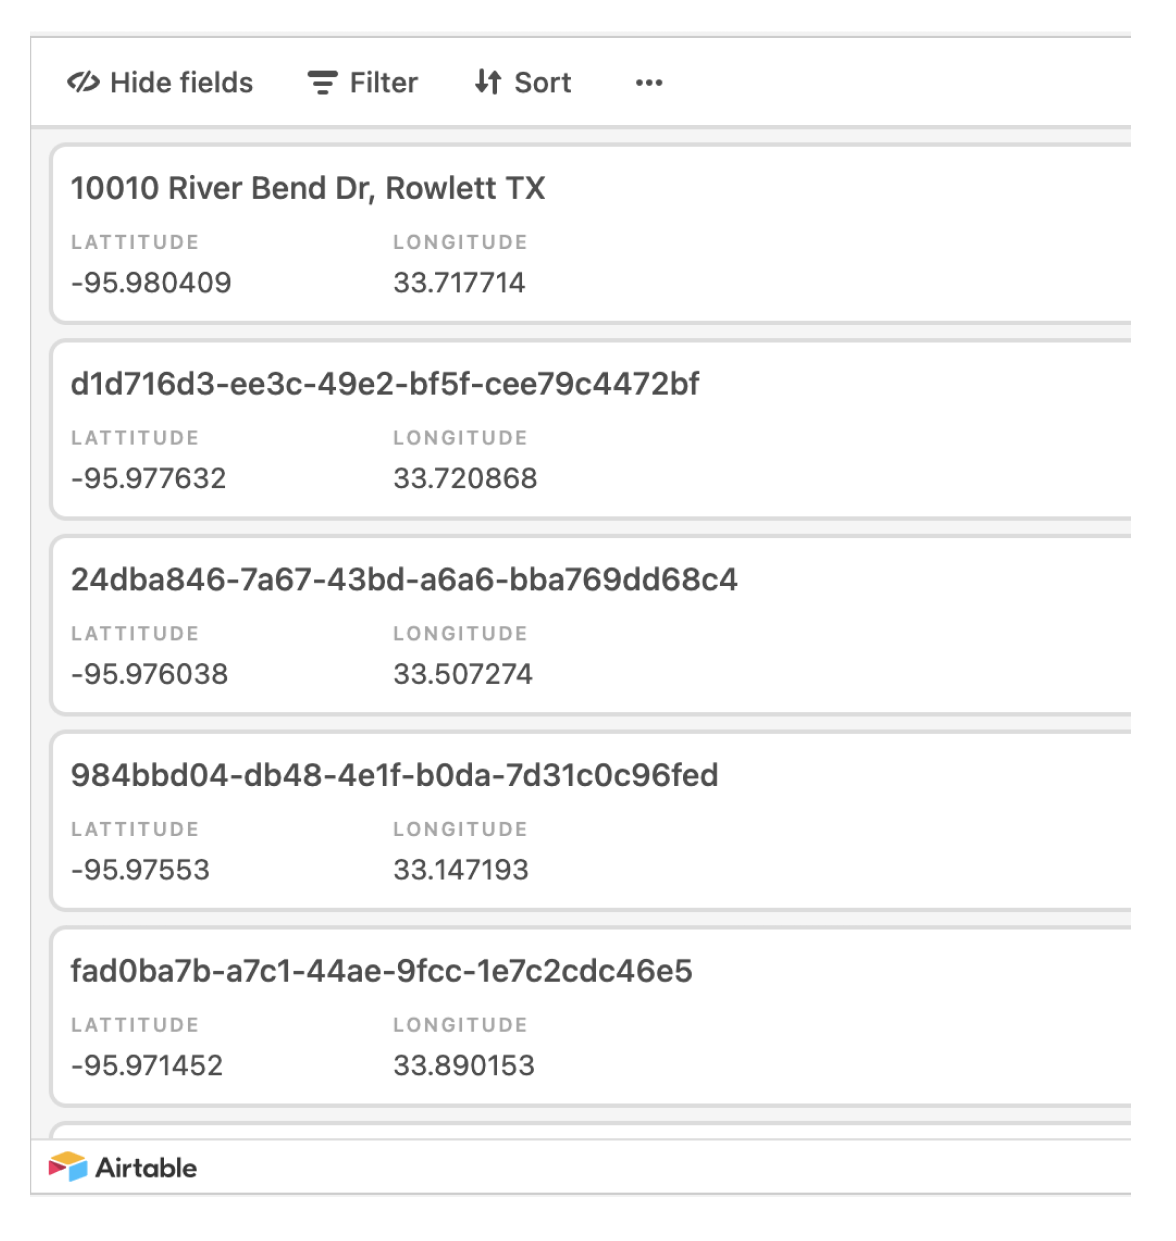 Hide fields Filter Sort ...
10010 River Bend Dr, Rowlett TX
LATTITUDE LONGITUDE
-95.980409 33.717714
d1d716d3-ee3c-49e2-bf5f-cee79c4472bf
LATTITUDE LONGITUDE
-95.977632 33.720868
24dba846-7a67-43bd-a6a6-bba769dd68c4
LATTITUDE LONGITUDE
-95.976038 33.507274
984bbd04-db48-4e1f-b0da-7d31c0c96fed
LATTITUDE LONGITUDE
-95.97553 33.147193
fad0ba7b-a7c1-44ae-9fcc-1e7c2cdc46e5
LATTITUDE LONGITUDE
-95.971452 33.890153
Airtable